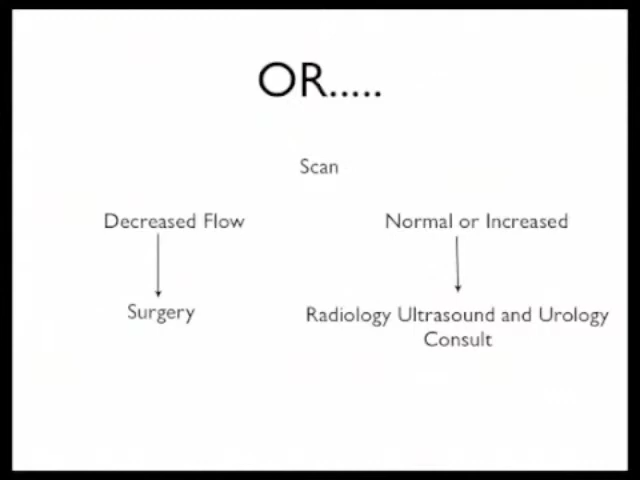 OR.....
Scan
Decreased Flow
Normal or Increased
Surgery
Radiology Ultrasound and Urology
Consult